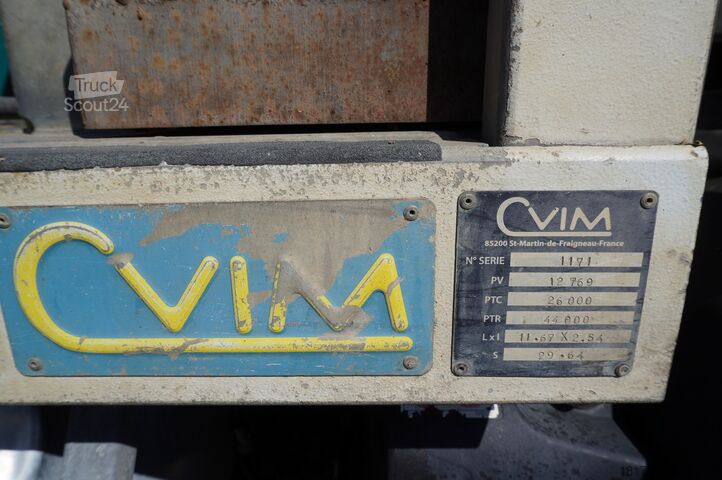 Truck
Scout24
CVIM
CVIM
85200 St-Martin-de-Fraigneau-France
N° SERIE 1171
PV 12 769
PTC 26 000
PTR 44 000
L x l 11.67 X 2.54
S 29.64
181